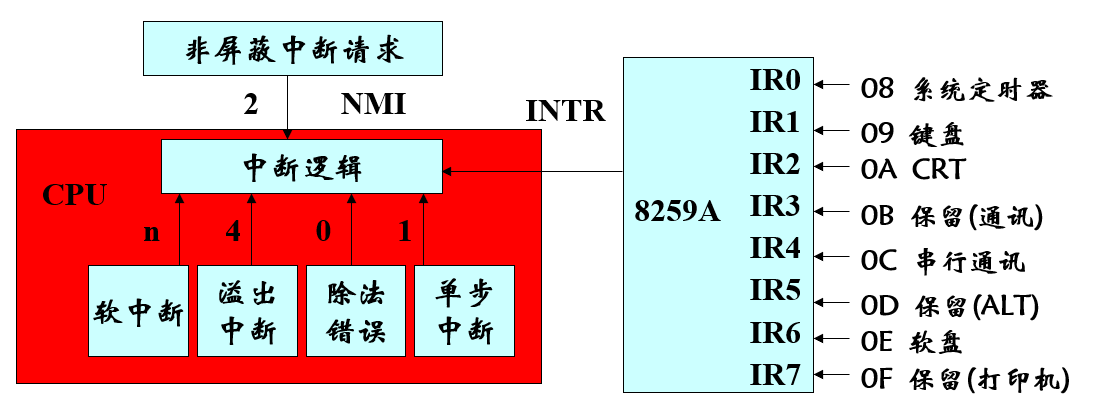 非屏蔽中断请求
2 NMI
INTR
中断逻辑
CPU
n 4 0 1
软中断
溢出
中断
除法
错误
单步
中断
8259A
IR0 08 系统定时器
IR1 09 键盘
IR2 0A CRT
IR3 0B 保留(通讯)
IR4 0C 串行通讯
IR5 0D 保留(ALT)
IR6 0E 软盘
IR7 0F 保留(打印机)